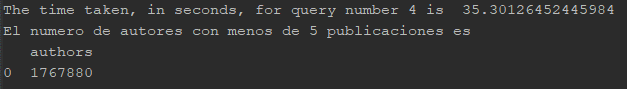 The time taken, in seconds, for query number 4 is  35.30126452445984
El numero de autores con menos de 5 publicaciones es
   authors
0  1767880